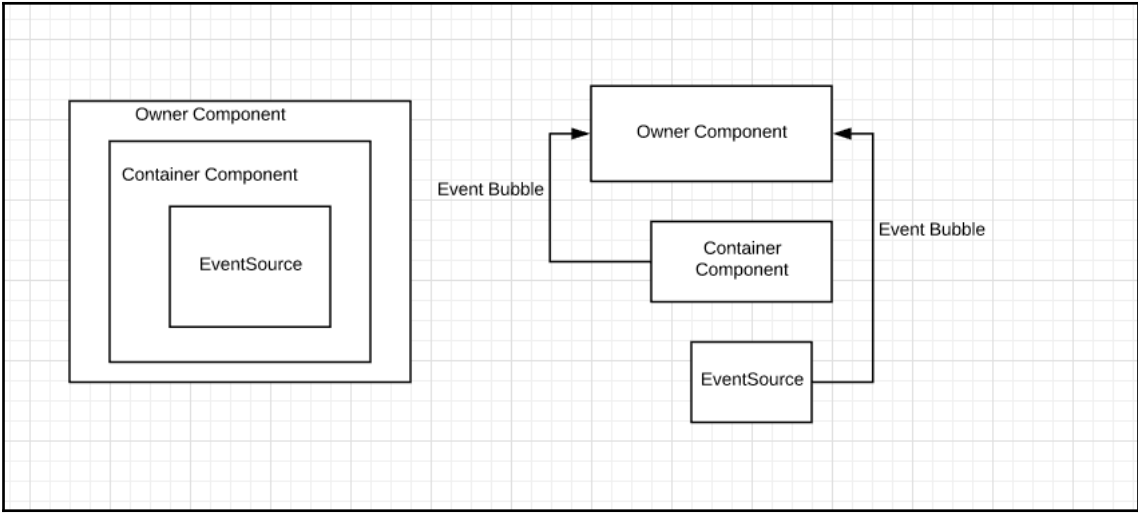 Owner Component
Container Component
EventSource
Owner Component
Event Bubble
Container
Component
Event Bubble
EventSource